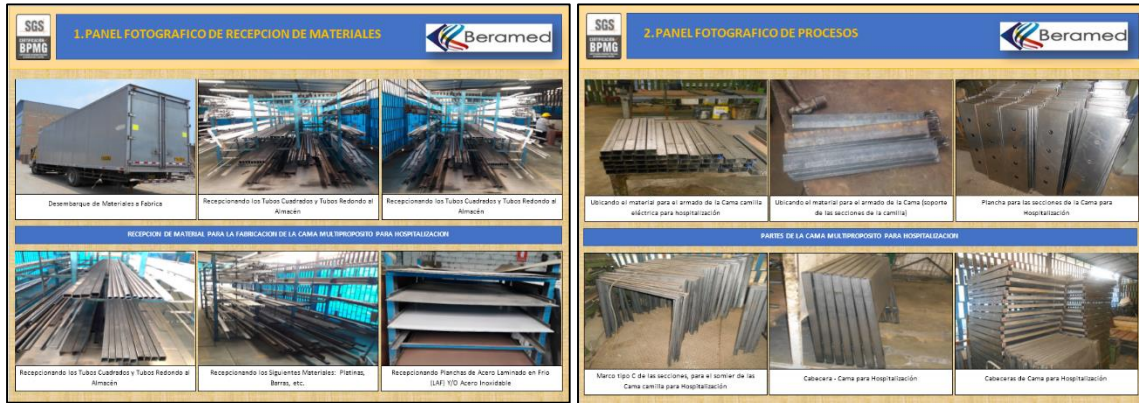 SGS
CERTIFICACIÓN
BPMG
1. PANEL FOTOGRAFICO DE RECEPCION DE MATERIALES
Beramed
Desembarque de Materiales a Fabrica
Recepcionando los Tubos Cuadrados y Tubos Redondo al
Almacén
Recepcionando los Tubos Cuadrados y Tubos Redondo al
Almacén
RECEPCION DE MATERIAL PARA LA FABRICACION DE LA CAMA MULTIPROPOSITO PARA HOSPITALIZACION
Recepcionando los Tubos Cuadrados y Tubos Redondo al
Almacén
Recepcionando los Siguientes Materiales: Platinas,
Barras, etc.
Recepcionando Planchas de Acero Laminado en Frio
(LAF) Y/O Acero Inoxidable
SGS
CERTIFICACIÓN
BPMG
2. PANEL FOTOGRAFICO DE PROCESOS
Beramed
Ubicando el material para el armado de la Cama camilla
eléctrica para hospitalización
Ubicando el material para el armado de la Cama (soporte
de las secciones de la camilla)
Plancha para las secciones de la Cama para
Hospitalización
PARTES DE LA CAMA MULTIPROPOSITO PARA HOSPITALIZACION
Marco tipo C de las secciones, para el somier de las
Cama camilla para Hospitalización
Cabecera - Cama para Hospitalización
Cabeceras de Cama para Hospitalización